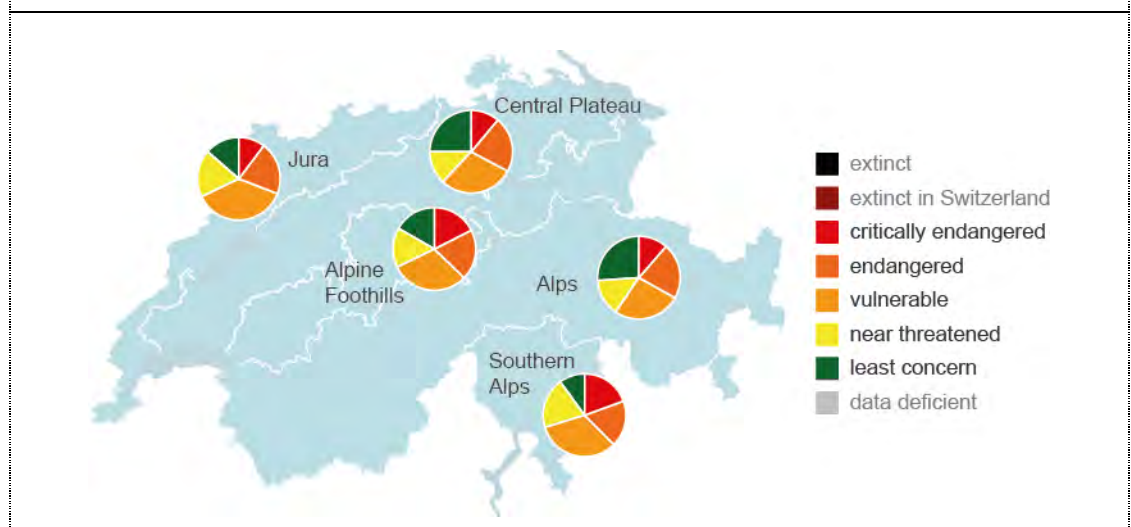 Central Plateau
Jura
Alpine
Foothills
Alps
Southern
Alps
extinct
extinct in Switzerland
critically endangered
endangered
vulnerable
near threatened
least concern
data deficient